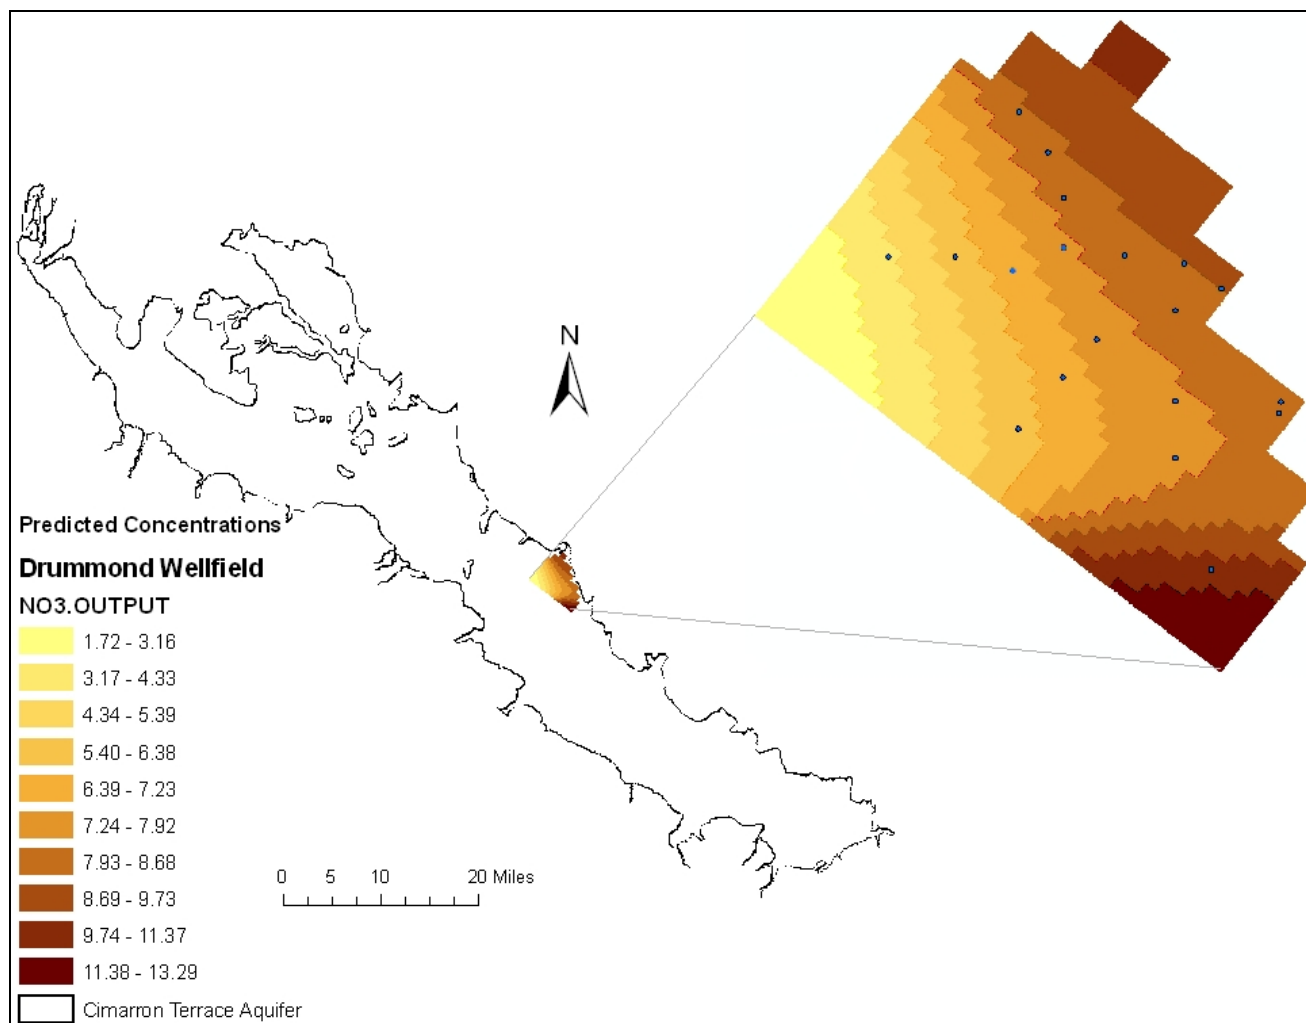 N
Predicted Concentrations
Drummond Wellfield
NO3.OUTPUT
1.72 - 3.16
3.17 - 4.33
4.34 - 5.39
5.40 - 6.38
6.39 - 7.23
7.24 - 7.92
7.93 - 8.68
8.69 - 9.73
9.74 - 11.37
11.38 - 13.29
Cimarron Terrace Aquifer
0 5 10 20 Miles